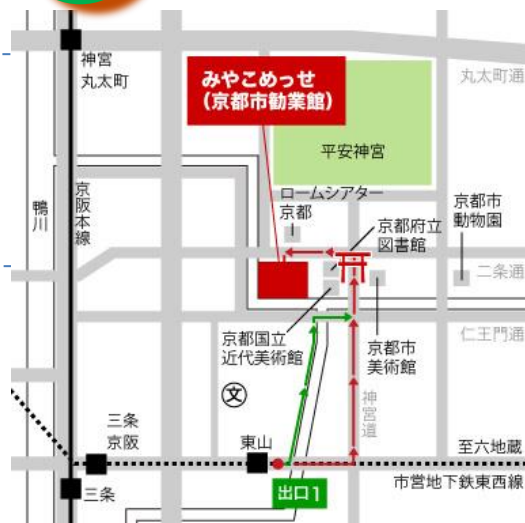 神宮
丸太町
みやこめっせ
(京都市勧業館)
丸太町通
平安神宮
ロームシアター
京都
京都府立
図書館
京都市
動物園
鴨川
京阪本線
二条通
仁王門通
京都国立
近代美術館
京都市
美術館
文
神宮道
三条
京阪
東山
至六地蔵
市営地下鉄東西線
出口1
三条